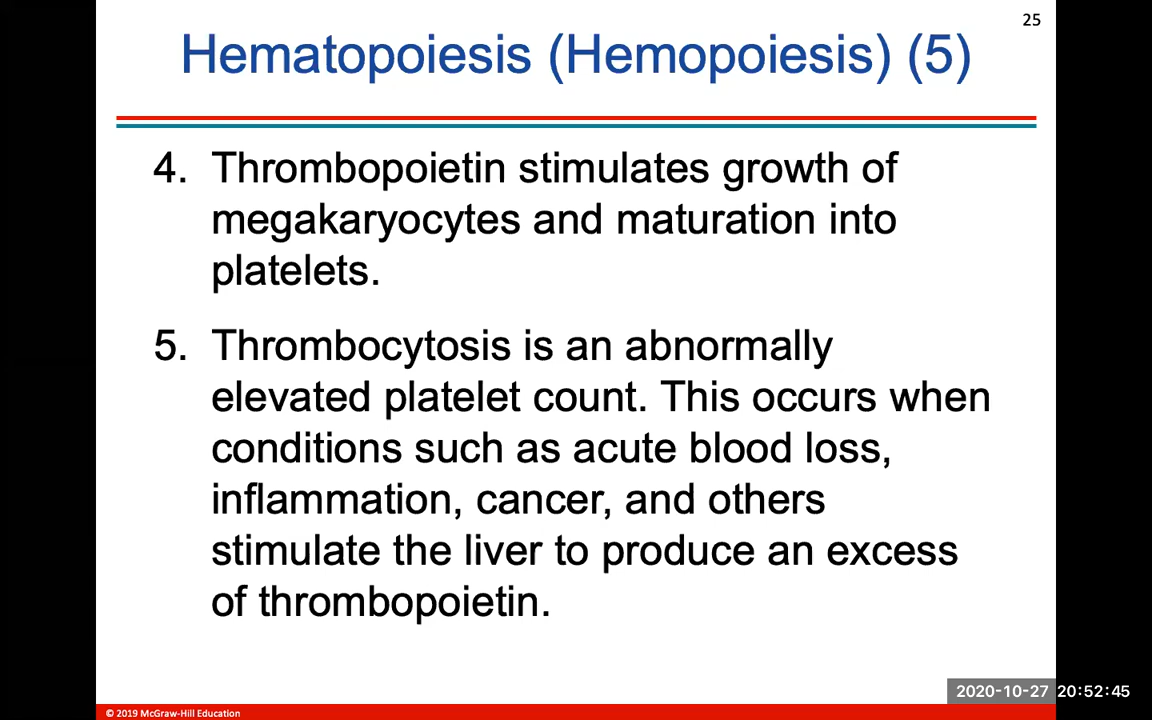 25
Hematopoiesis (Hemopoiesis) (5)
4. Thrombopoietin stimulates growth of
megakaryocytes and maturation into
platelets.
5. Thrombocytosis is an abnormally
elevated platelet count. This occurs when
conditions such as acute blood loss,
inflammation, cancer, and others
stimulate the liver to produce an excess
of thrombopoietin.
2020-10-27 20:52:45
© 2019 McGraw-Hill Education